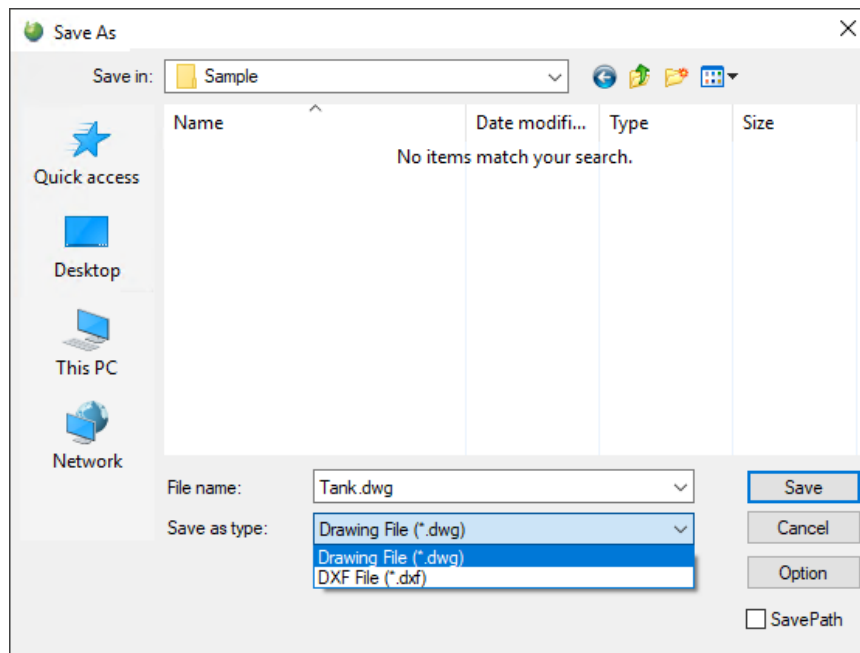 Save As
Save in:
Sample
Name
Date modifi...
Type
Size
No items match your search.
Quick access
Desktop
This PC
Network
File name:
Tank.dwg
Save
Save as type:
Drawing File (*.dwg)
Cancel
Drawing File (*.dwg)
DXF File (*.dxf)
Option
SavePath